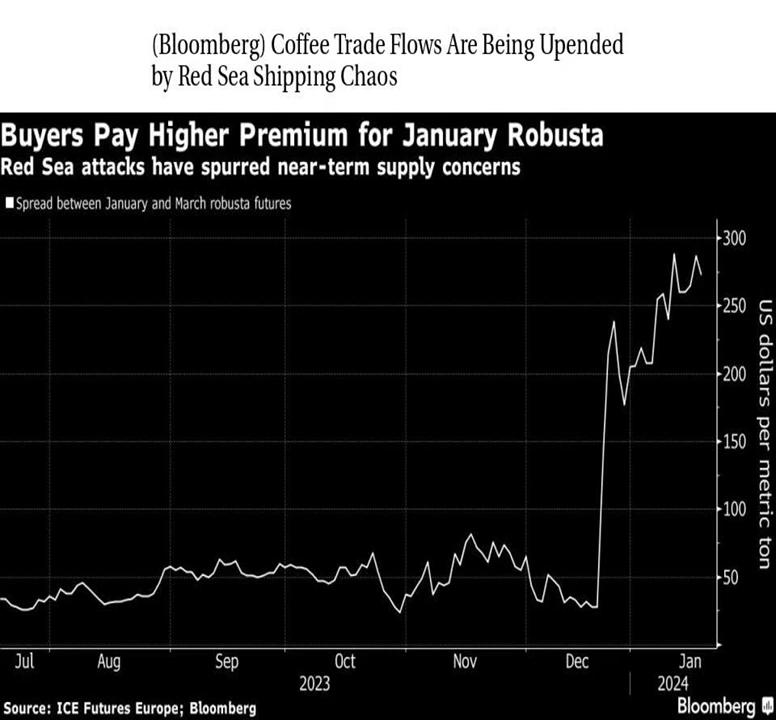 (Bloomberg) Coffee Trade Flows Are Being Upended
by Red Sea Shipping Chaos
Buyers Pay Higher Premium for January Robusta
Red Sea attacks have spurred near-term supply concerns
Spread between January and March robusta futures
300
250
200
150
100
50
US dollars per metric ton
Jul Aug Sep Oct Nov Dec Jan
2023 2024
Source: ICE Futures Europe; Bloomberg
Bloomberg